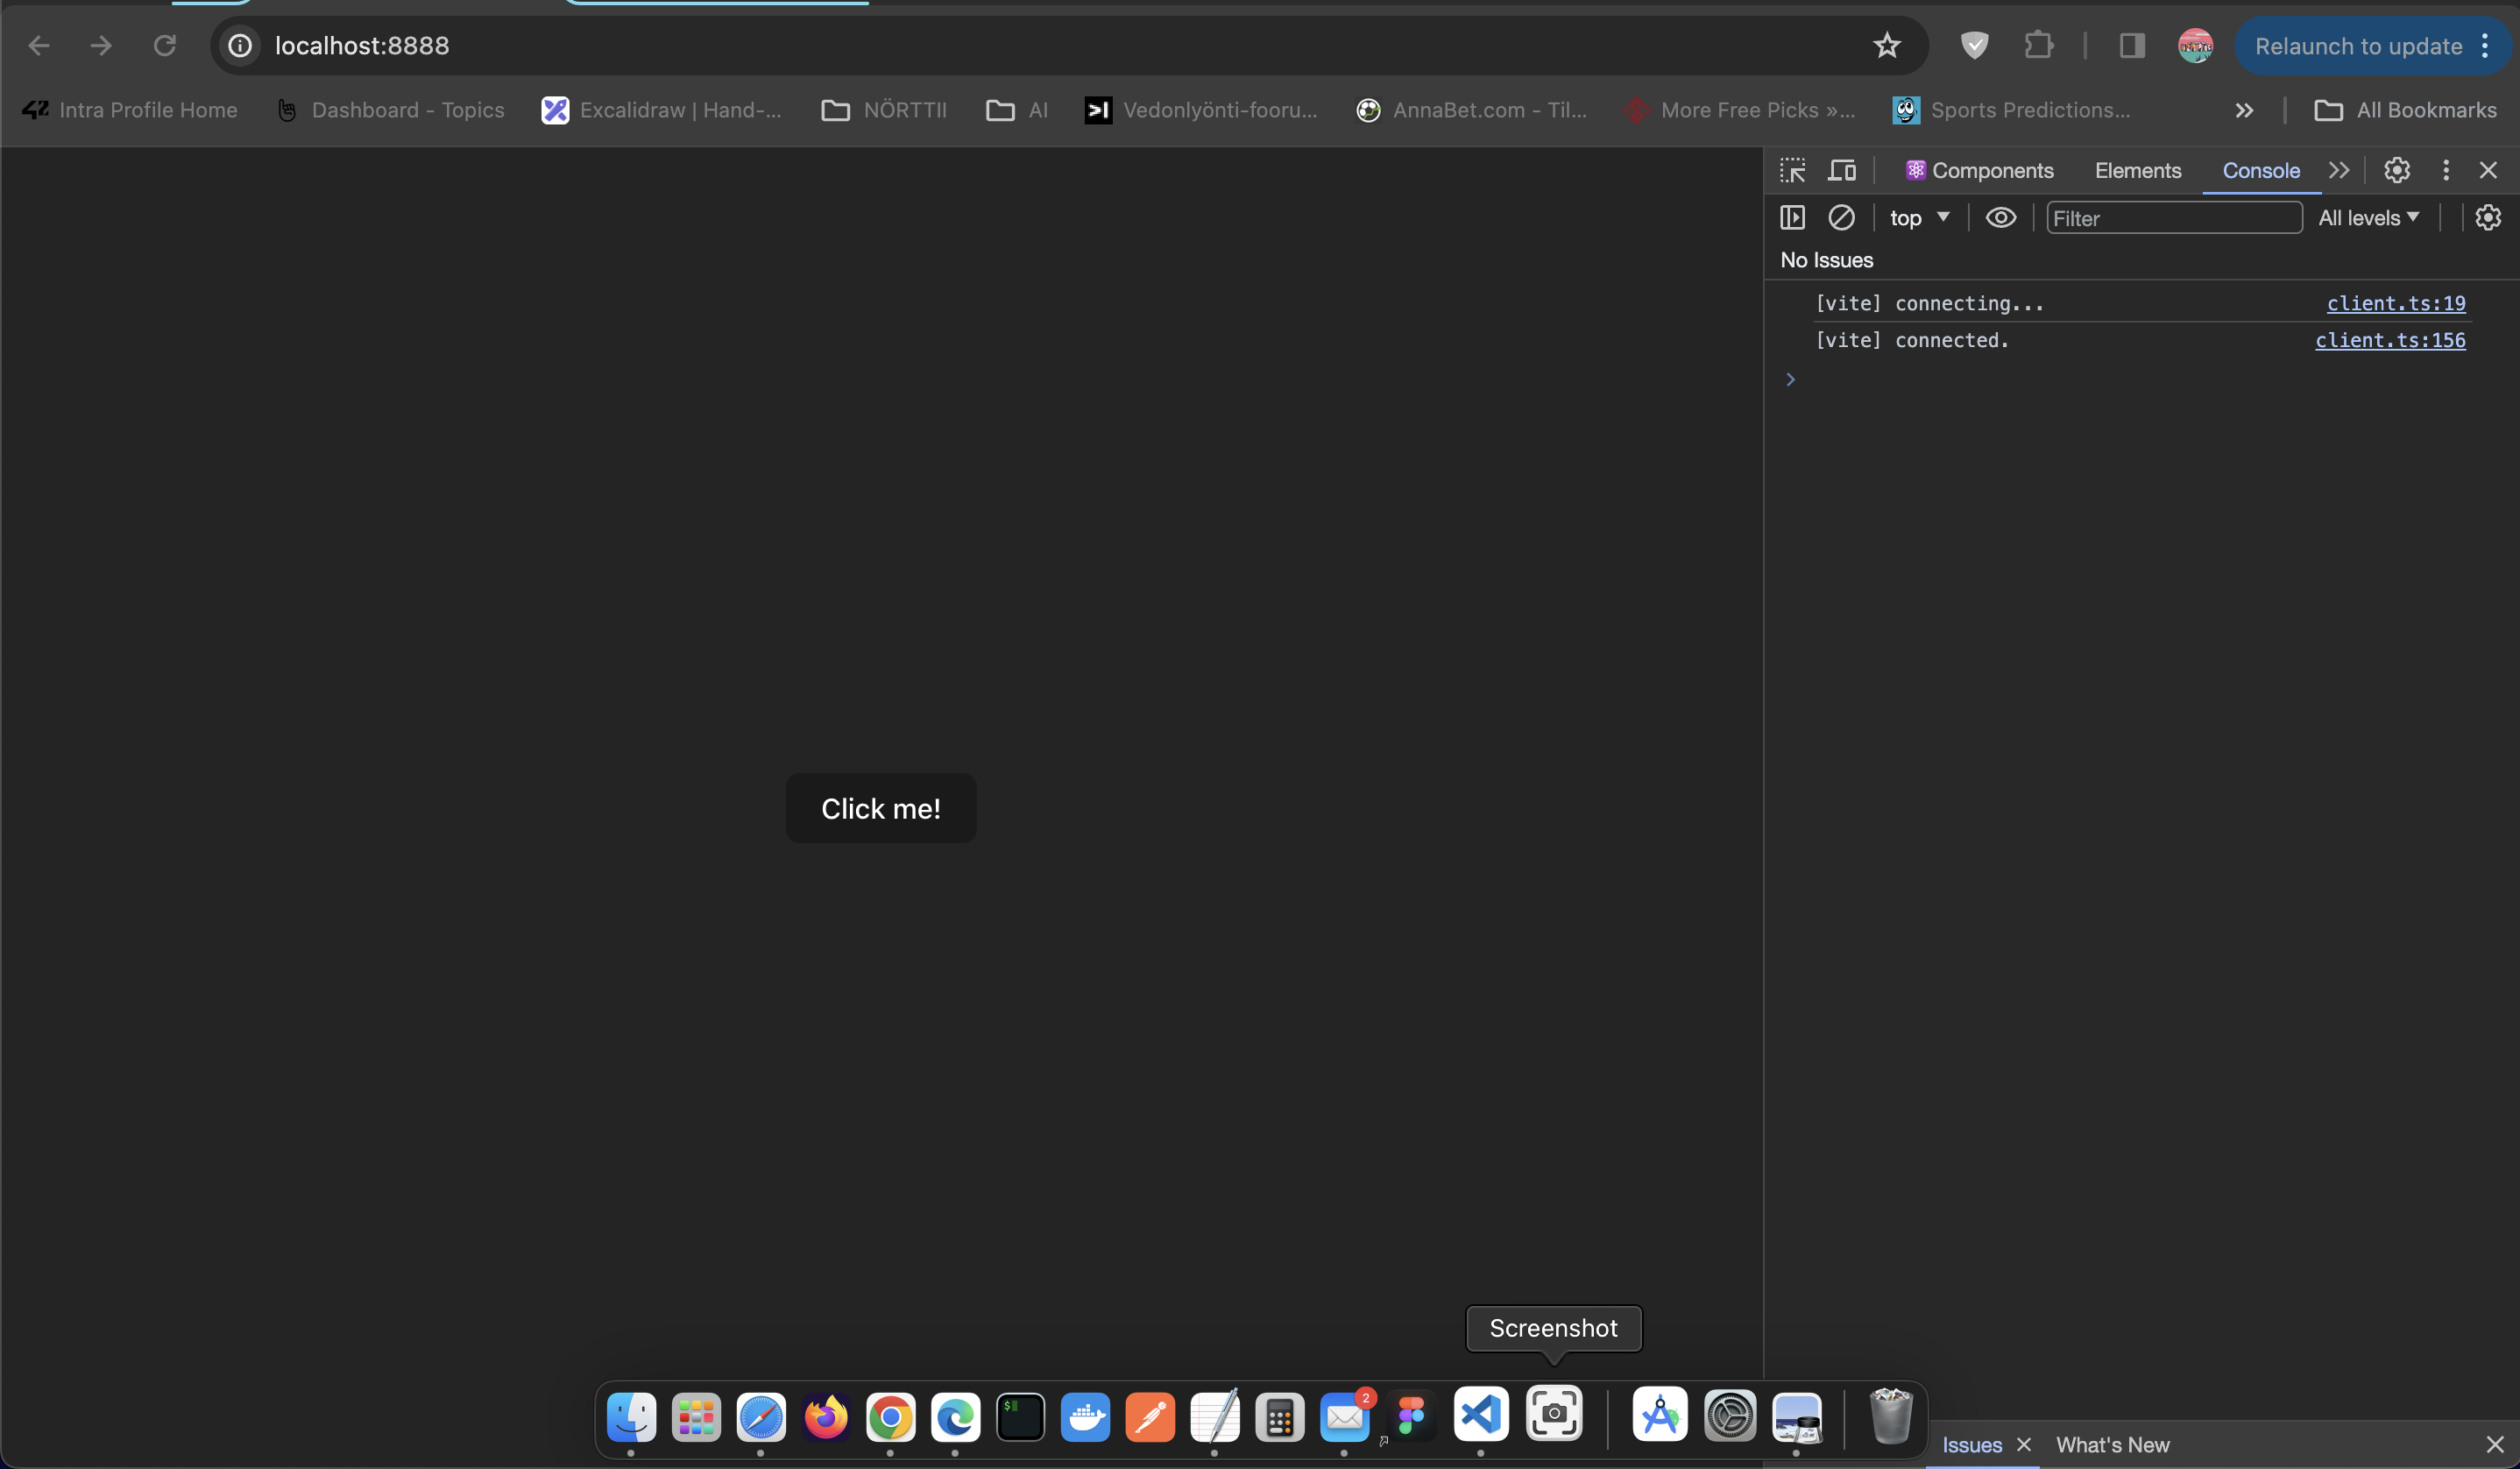 localhost:8888
Relaunch to update
Intra Profile Home
Dashboard - Topics
Excalidraw | Hand-...
NÖRTTII
AI
Vedonlyönti-fooru...
AnnaBet.com - Til...
More Free Picks »...
Sports Predictions...
All Bookmarks
Components
Elements
Console
top
Filter
All levels
No Issues
[vite] connecting... client.ts:19
[vite] connected. client.ts:156
Click me!
Screenshot
2
Issues
What's New